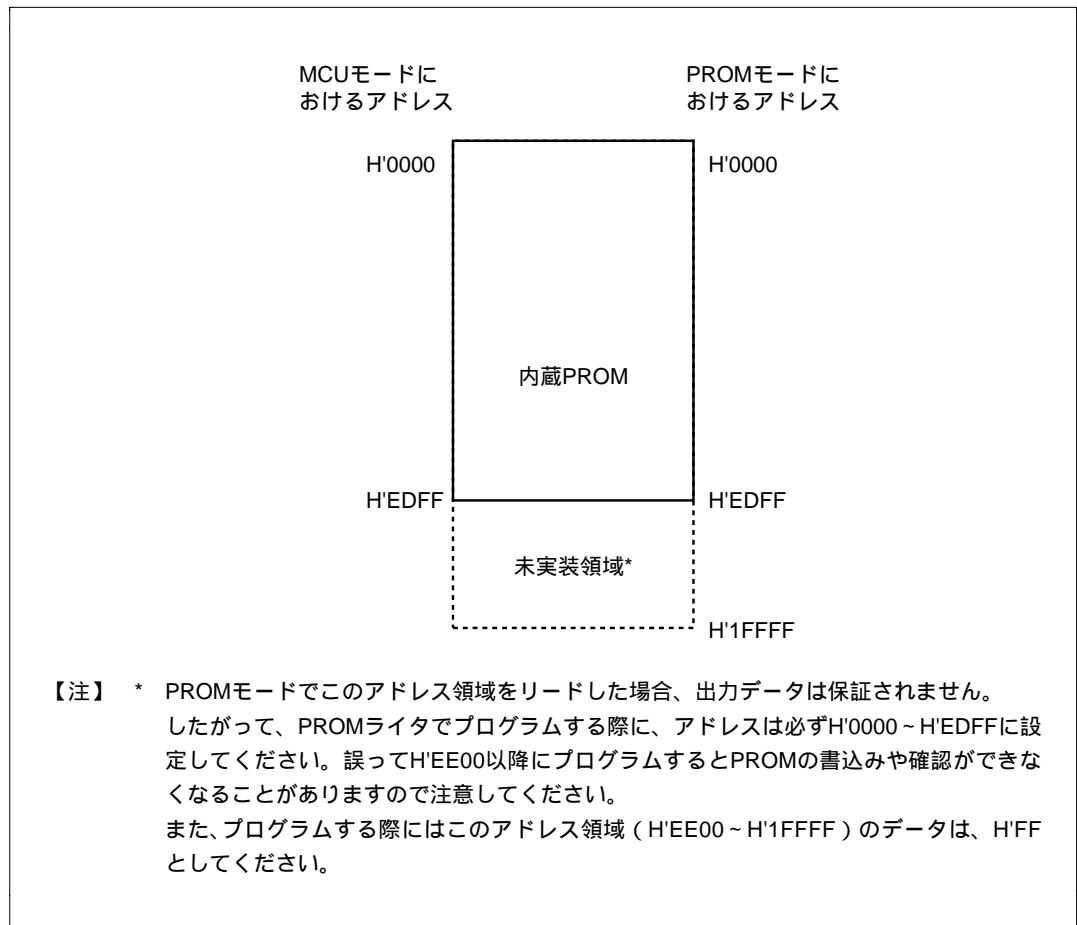 MCUモードに
おけるアドレス
PROMモードに
おけるアドレス
H'0000
H'0000
内蔵PROM
H'EDFF
H'EDFF
未実装領域*
H'1FFFF
【注】 * PROMモードでこのアドレス領域をリードした場合、出力データは保証されません。
したがって、PROMライタでプログラムする際に、アドレスは必ずH'0000～H'EDFFに設
定してください。誤ってH'EE00以降にプログラムするとPROMの書込みや確認ができな
くなることがありますので注意してください。
また、プログラムする際にはこのアドレス領域（H'EE00～H'1FFFF）のデータは、H'FF
としてください。